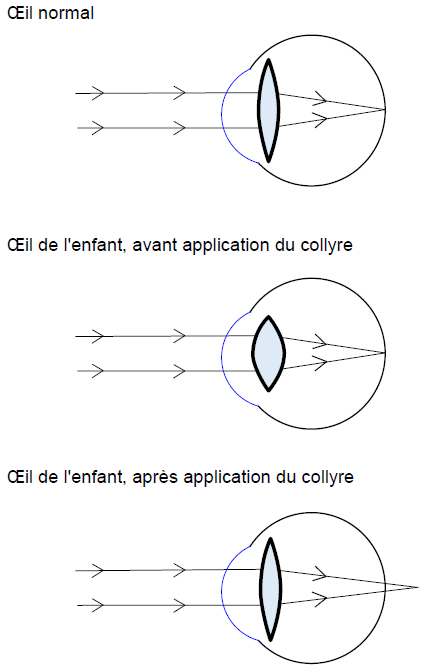 Œil normal
Œil de l'enfant, avant application du collyre
Œil de l'enfant, après application du collyre